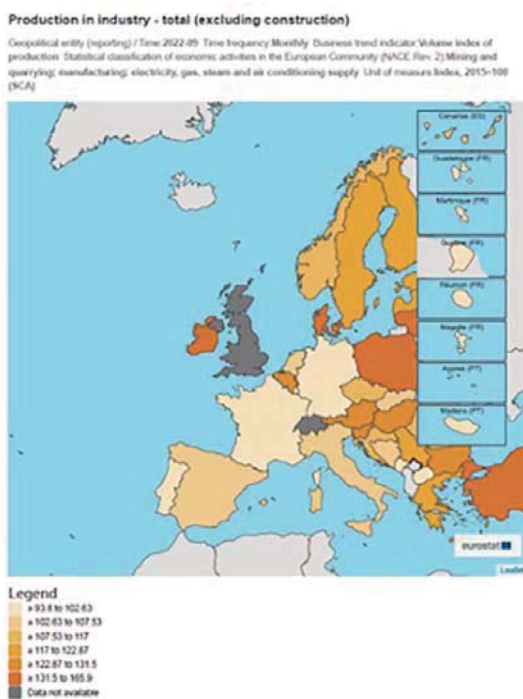 Production in industry - total (excluding construction)
Geopolitical entity (reporting) / Time:2022-09 Time frequency:Monthly Business trend indicator:Volume index of
production Statistical classification of economic activities in the European Community (NACE Rev. 2):Mining and
quarrying; manufacturing; electricity, gas, steam and air conditioning supply Unit of measure:Index, 2015=100
(SCA)
Canarias (ES)
Guadeloupe (FR)
Martinique (FR)
Guyane (FR)
Réunion (FR)
Mayotte (FR)
Açores (PT)
Madeira (PT)
eurostat
Leaflet
Legend
≥ 93.8 to 102.63
≥ 102.63 to 107.53
≥ 107.53 to 117
≥ 117 to 122.87
≥ 122.87 to 131.5
≥ 131.5 to 165.9
Data not available